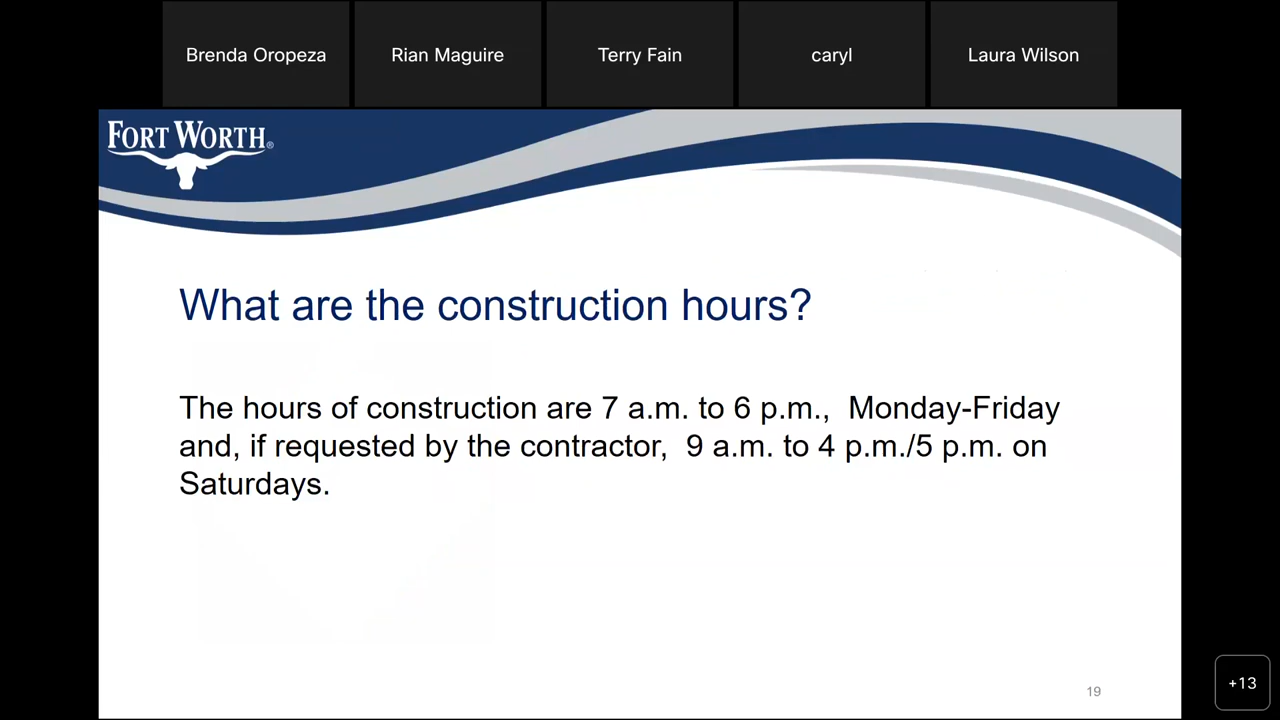 Brenda Oropeza
Rian Maguire
Terry Fain
caryl
Laura Wilson
FORT WORTH®
What are the construction hours?
The hours of construction are 7 a.m. to 6 p.m.,  Monday-Friday
and, if requested by the contractor,  9 a.m. to 4 p.m./5 p.m. on
Saturdays.
19
+13